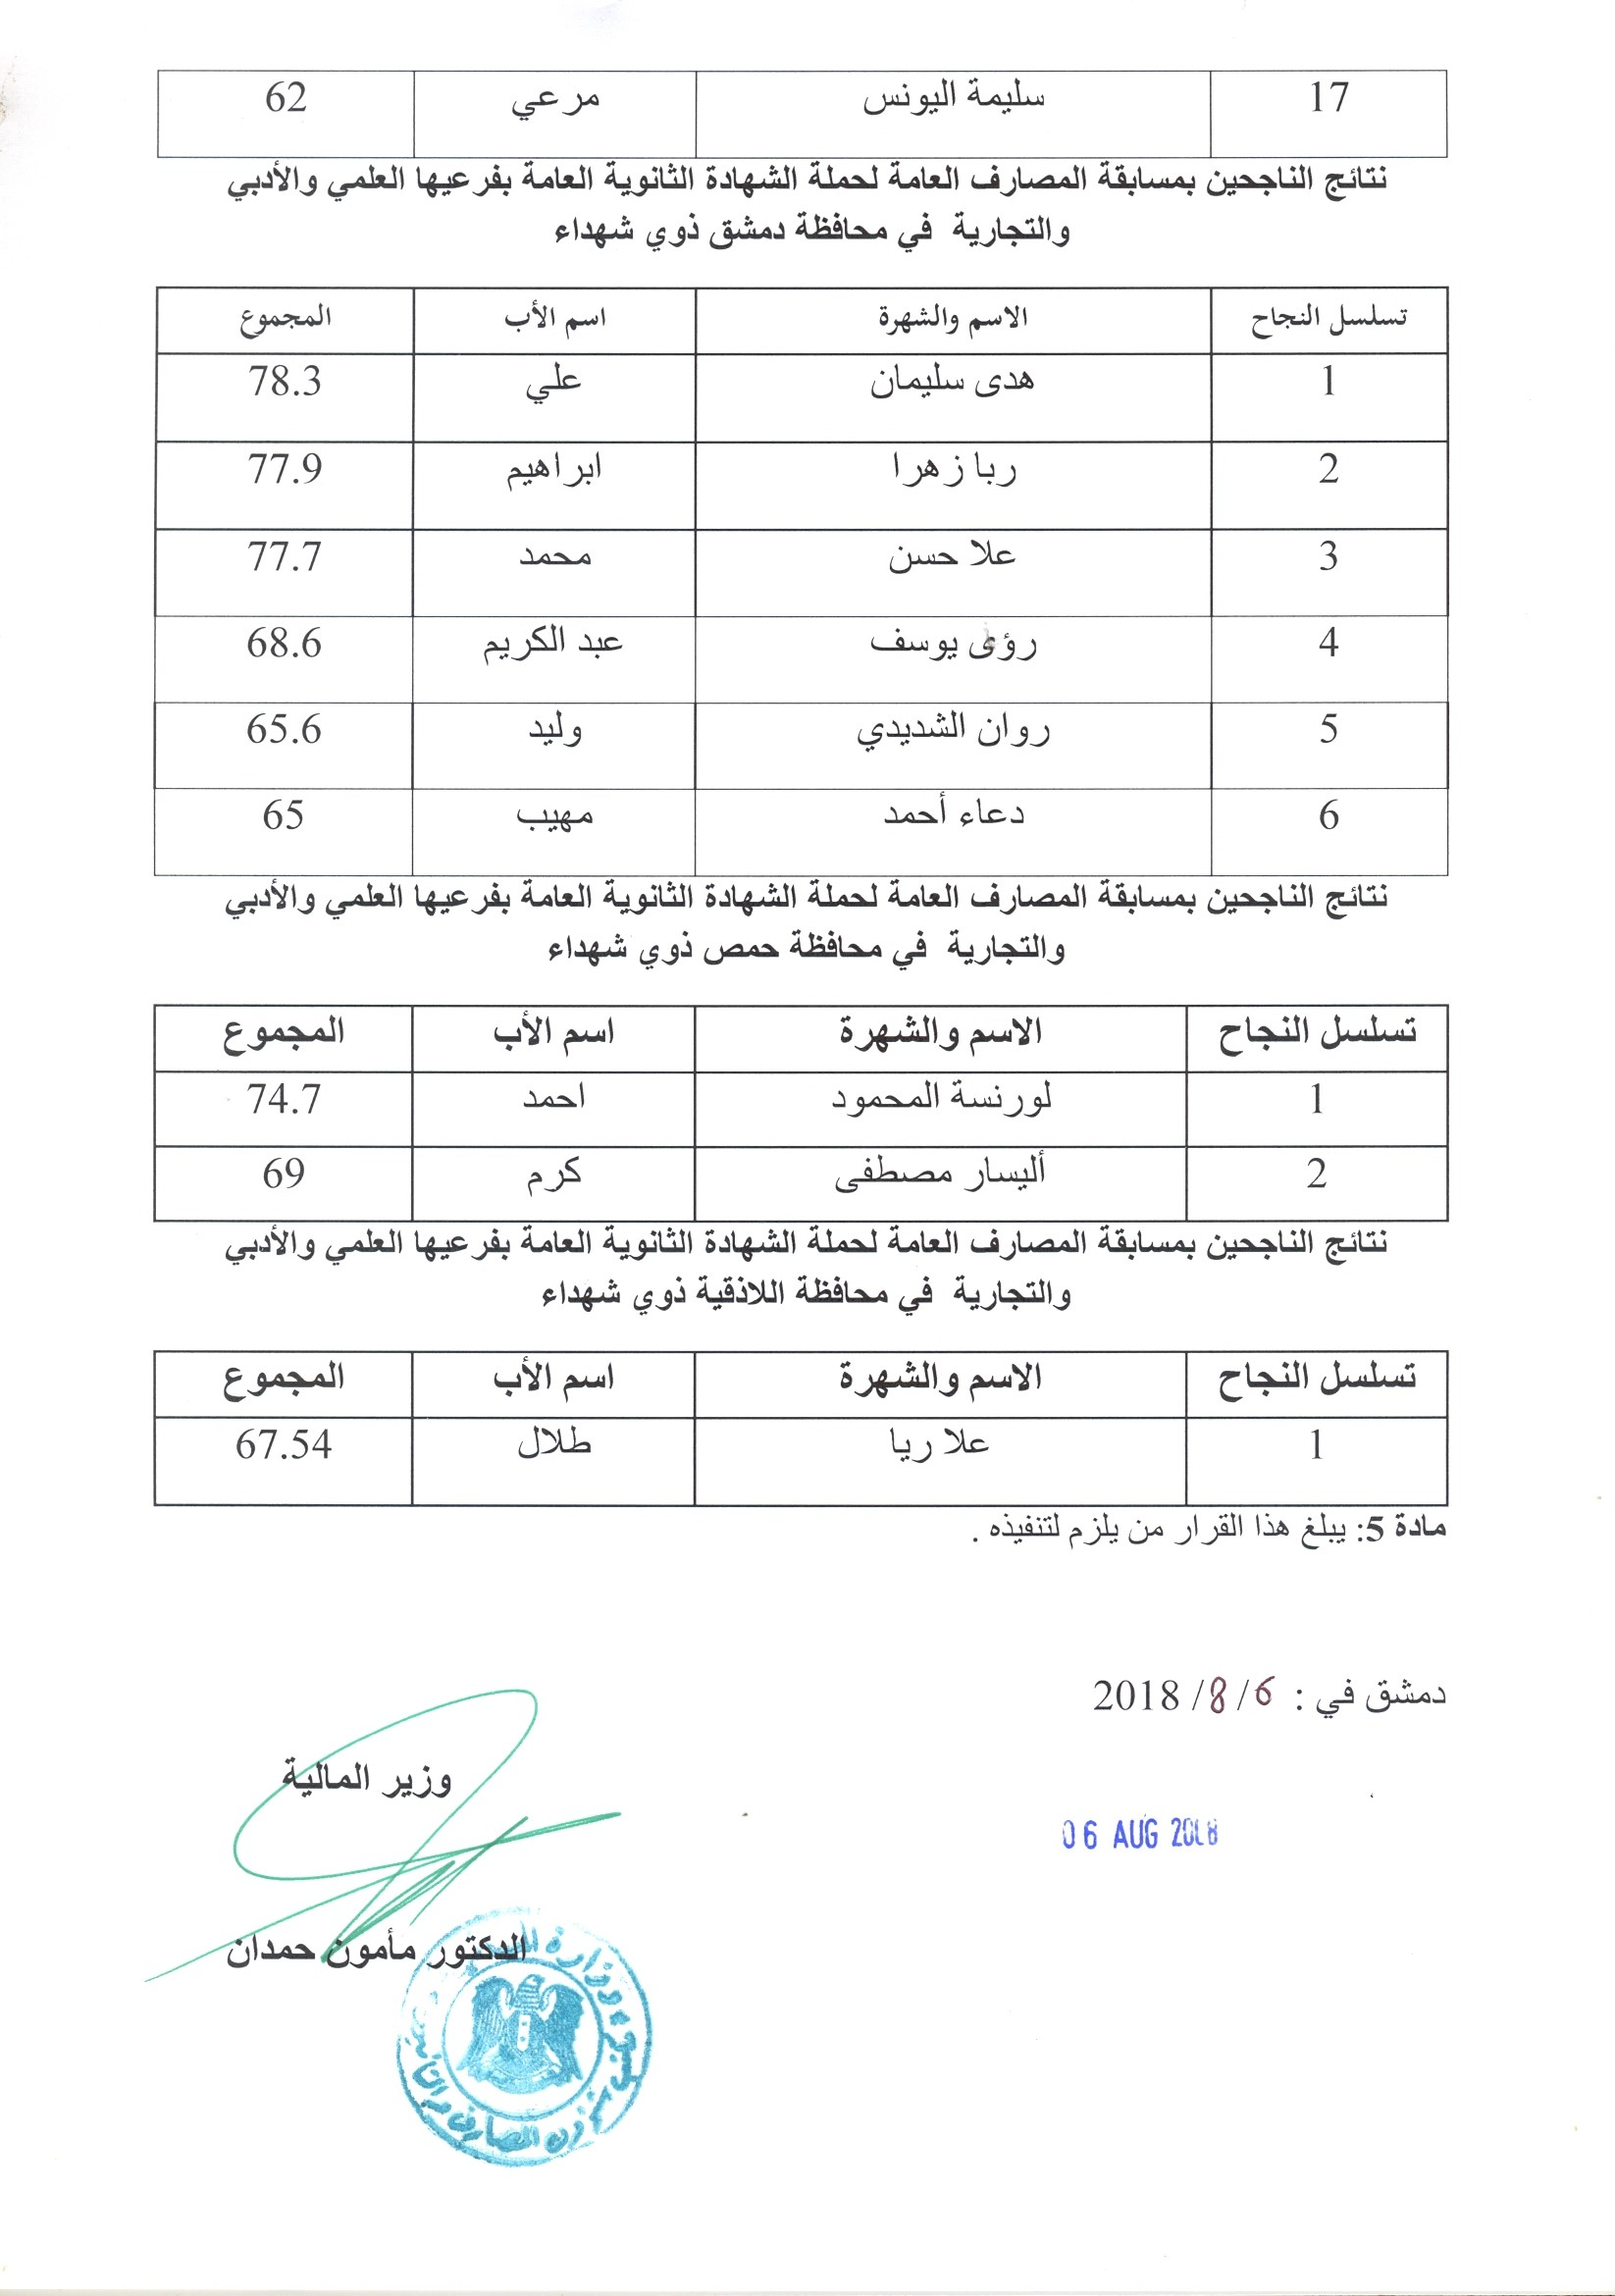 17 سليمة اليونس مرعي 62
نتائج الناجحين بمسابقة المصارف العامة لحملة الشهادة الثانوية العامة بفرعيها العلمي والأدبي
والتجارية في محافظة دمشق ذوي شهداء
تسلسل النجاح الاسم والشهرة اسم الأب المجموع
1 هدى سليمان علي 78.3
2 ربا زهرا ابراهيم 77.9
3 علا حسن محمد 77.7
4 رؤى يوسف عبد الكريم 68.6
5 روان الشديدي وليد 65.6
6 دعاء أحمد مهيب 65
نتائج الناجحين بمسابقة المصارف العامة لحملة الشهادة الثانوية العامة بفرعيها العلمي والأدبي
والتجارية في محافظة حمص ذوي شهداء
تسلسل النجاح الاسم والشهرة اسم الأب المجموع
1 لورنسة المحمود احمد 74.7
2 أليسار مصطفى كرم 69
نتائج الناجحين بمسابقة المصارف العامة لحملة الشهادة الثانوية العامة بفرعيها العلمي والأدبي
والتجارية في محافظة اللاذقية ذوي شهداء
تسلسل النجاح الاسم والشهرة اسم الأب المجموع
1 علا ريا طلال 67.54
مادة 5: يبلغ هذا القرار من يلزم لتنفيذه .
دمشق في : 6/ 8/ 2018
وزير المالية
06 AUG 2018
الدكتور مأمون حمدان